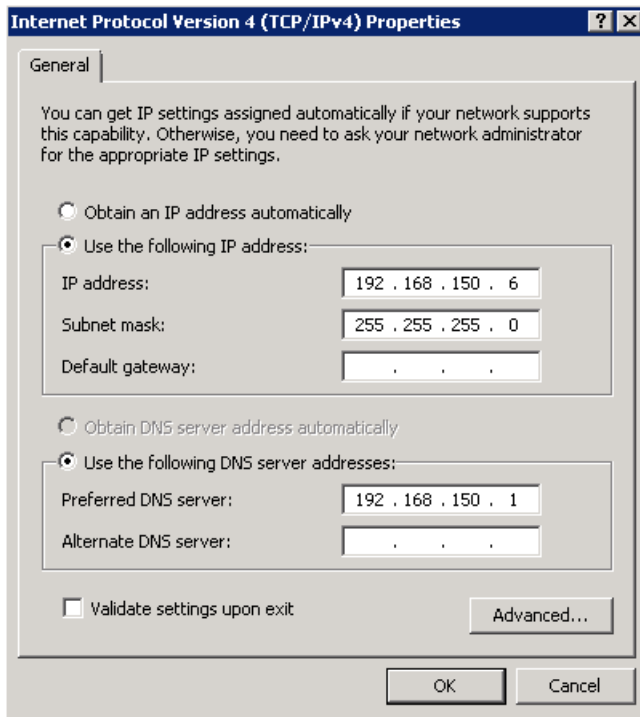 Internet Protocol Version 4 (TCP/IPv4) Properties
General
You can get IP settings assigned automatically if your network supports
this capability. Otherwise, you need to ask your network administrator
for the appropriate IP settings.
Obtain an IP address automatically
Use the following IP address:
IP address: 192 . 168 . 150 . 6
Subnet mask: 255 . 255 . 255 . 0
Default gateway: . . .
Obtain DNS server address automatically
Use the following DNS server addresses:
Preferred DNS server: 192 . 168 . 150 . 1
Alternate DNS server: . . .
Validate settings upon exit
Advanced...
OK Cancel